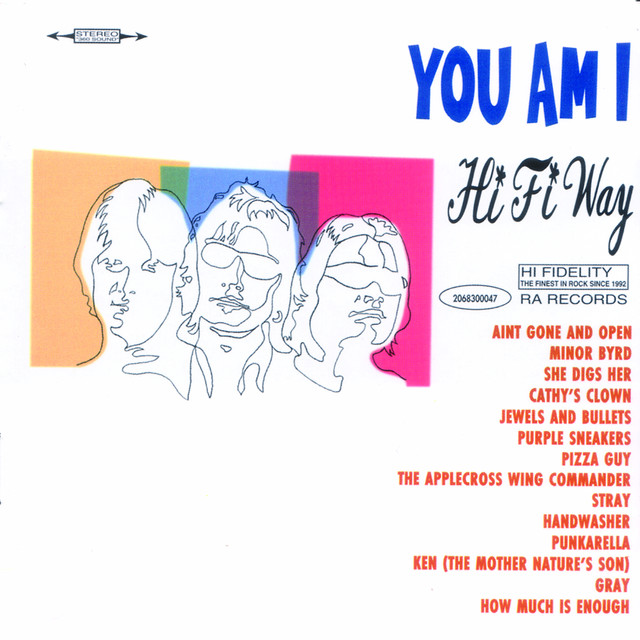 STEREO
"360 SOUND"
YOU AM I
Hi Fi Way
HI FIDELITY
THE FINEST IN ROCK SINCE 1992
2068300047
RA RECORDS
AINT GONE AND OPEN
MINOR BYRD
SHE DIGS HER
CATHY'S CLOWN
JEWELS AND BULLETS
PURPLE SNEAKERS
PIZZA GUY
THE APPLECROSS WING COMMANDER
STRAY
HANDWASHER
PUNKARELLA
KEN (THE MOTHER NATURE'S SON)
GRAY
HOW MUCH IS ENOUGH